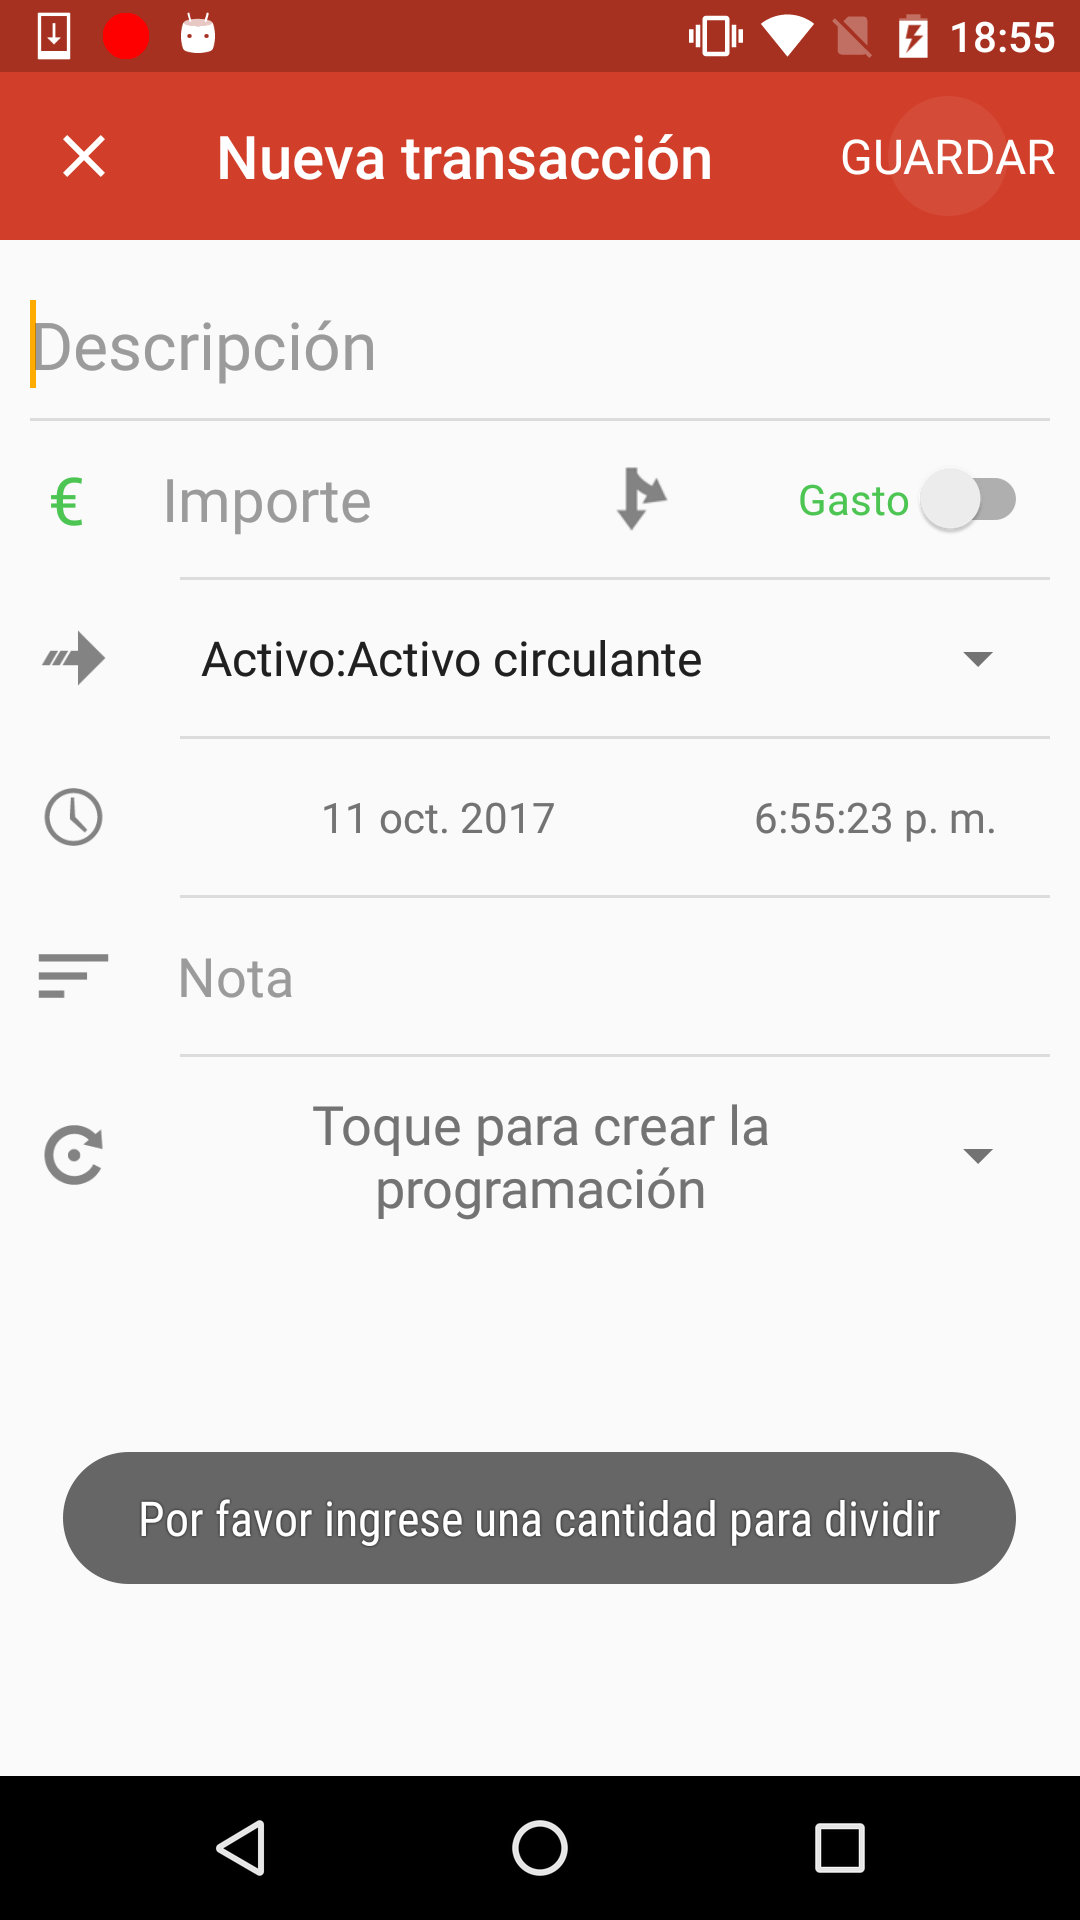 18:55
Nueva transacción
GUARDAR
Descripción
€ Importe
Gasto
Activo:Activo circulante
11 oct. 2017
6:55:23 p. m.
Nota
Toque para crear la
programación
Por favor ingrese una cantidad para dividir